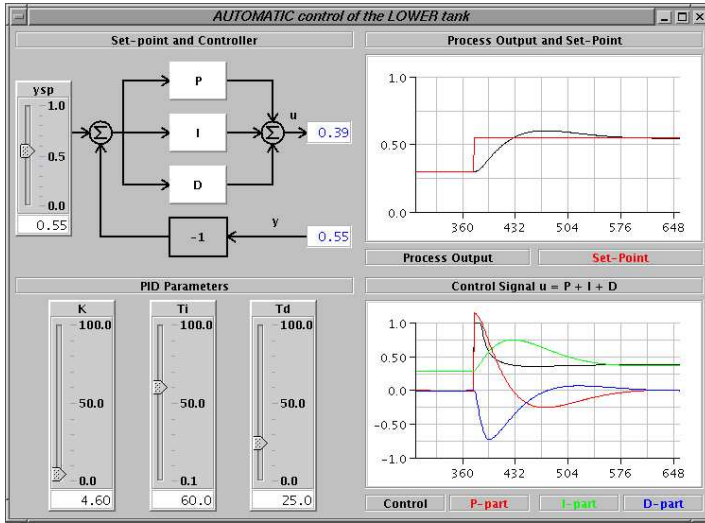 AUTOMATIC control of the LOWER tank
Set-point and Controller
ysp
1.0
0.5
0.0
0.55
Σ
P
I
D
Σ
u
0.39
-1
y
0.55
Process Output and Set-Point
1.0
0.50
0.0
360 432 504 576 648
Process Output Set-Point
PID Parameters
K
100.0
50.0
0.0
4.60
Ti
100.0
50.0
0.1
60.0
Td
100.0
50.0
0.0
25.0
Control Signal u = P + I + D
1.0
0.50
0.0
-0.50
-1.0
360 432 504 576 648
Control P-part I-part D-part